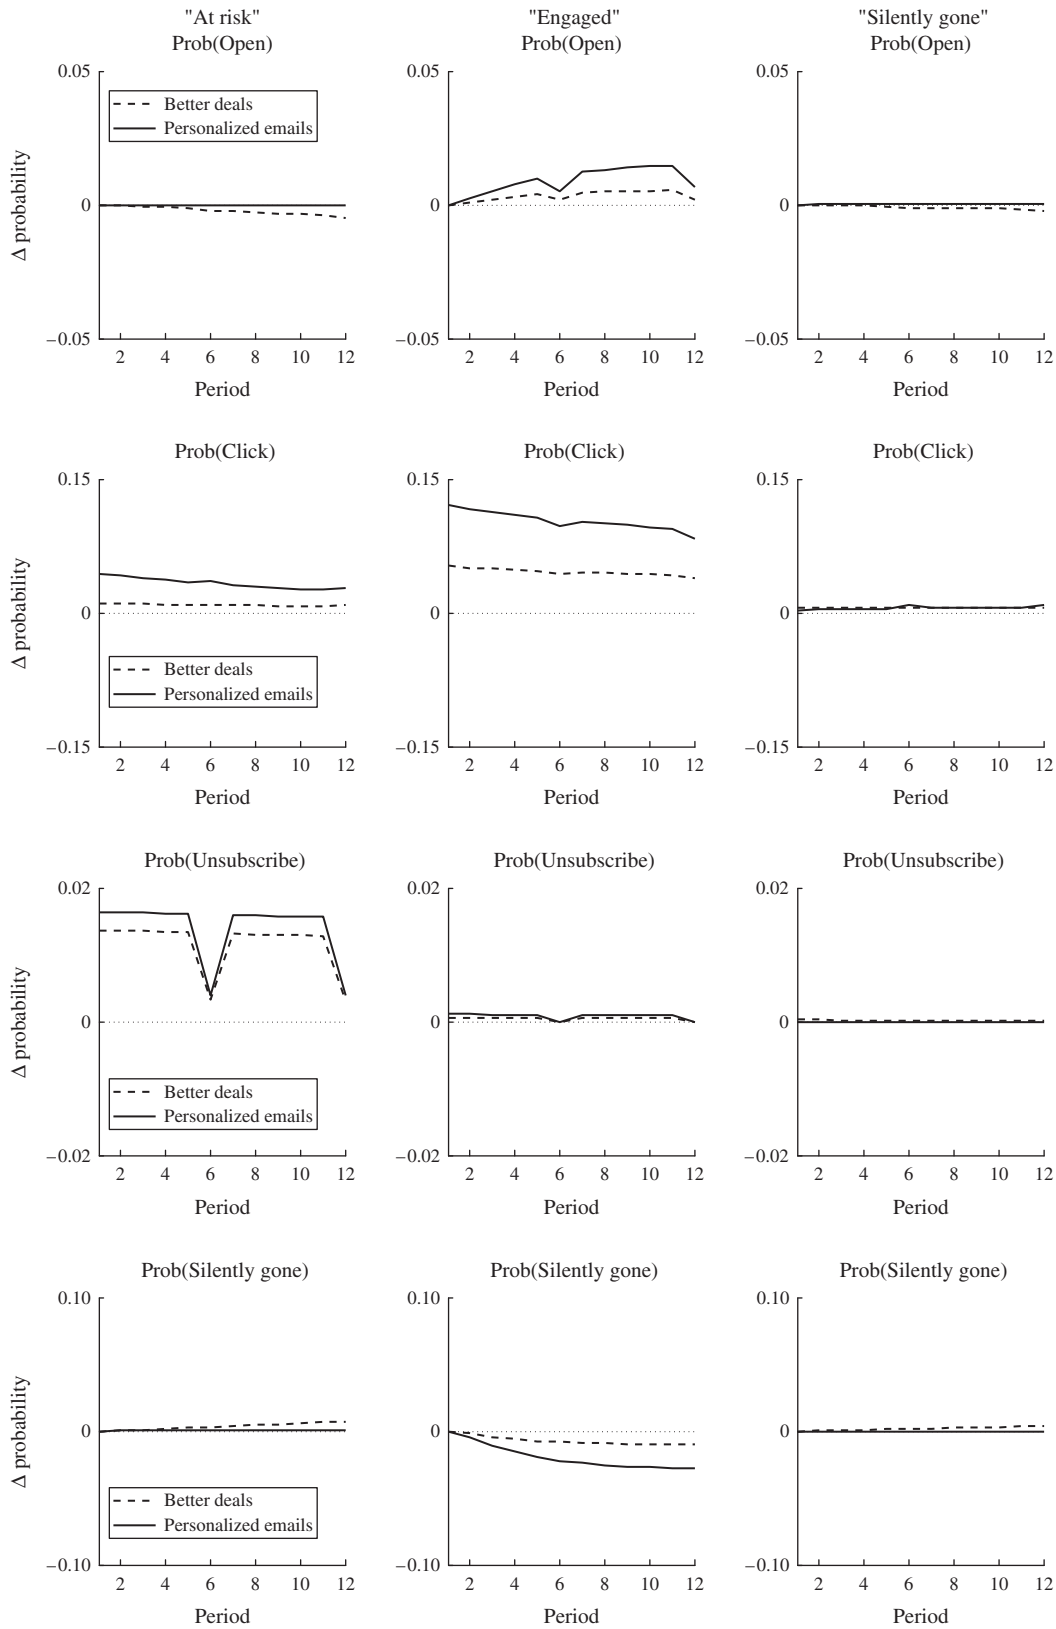 "At risk" "Engaged" "Silently gone"
Prob(Open) Prob(Open) Prob(Open)
0.05 0.05 0.05
Better deals
Personalized emails
Δ probability
0 0 0
−0.05 −0.05 −0.05
2 4 6 8 10 12 2 4 6 8 10 12 2 4 6 8 10 12
Period Period Period
Prob(Click) Prob(Click) Prob(Click)
0.15 0.15 0.15
Δ probability
0 0 0
Better deals
Personalized emails
−0.15 −0.15 −0.15
2 4 6 8 10 12 2 4 6 8 10 12 2 4 6 8 10 12
Period Period Period
Prob(Unsubscribe) Prob(Unsubscribe) Prob(Unsubscribe)
0.02 0.02 0.02
Δ probability
0 0 0
Better deals
Personalized emails
−0.02 −0.02 −0.02
2 4 6 8 10 12 2 4 6 8 10 12 2 4 6 8 10 12
Period Period Period
Prob(Silently gone) Prob(Silently gone) Prob(Silently gone)
0.10 0.10 0.10
Δ probability
0 0 0
Better deals
Personalized emails
−0.10 −0.10 −0.10
2 4 6 8 10 12 2 4 6 8 10 12 2 4 6 8 10 12
Period Period Period